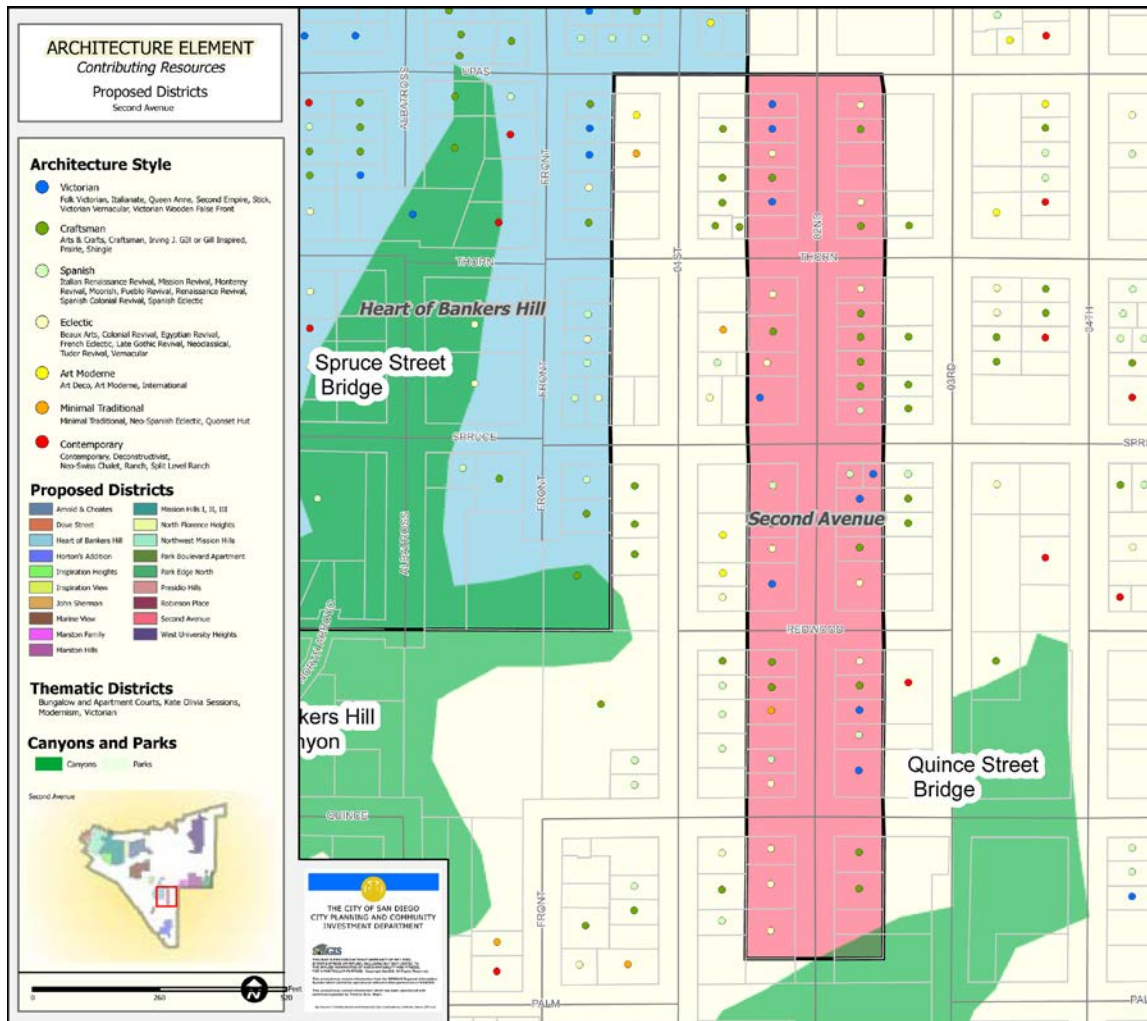 ARCHITECTURE ELEMENT
Contributing Resources
Proposed Districts
Second Avenue
Architecture Style
Victorian
Folk Victorian, Italianate, Queen Anne, Second Empire, Stick,
Victorian Vernacular, Victorian Wooden False Front
Craftsman
Arts & Crafts, Craftsman, Irving J. Gill or Gill Inspired,
Prairie, Shingle
Spanish
Italian Renaissance Revival, Mission Revival, Monterey
Revival, Moorish, Pueblo Revival, Renaissance Revival,
Spanish Colonial Revival, Spanish Eclectic
Eclectic
Beaux Arts, Colonial Revival, Egyptian Revival,
French Eclectic, Late Gothic Revival, Neoclassical,
Tudor Revival, Vernacular
Art Moderne
Art Deco, Art Moderne, International
Minimal Traditional
Minimal Traditional, Neo-Spanish Eclectic, Quonset Hut
Contemporary
Contemporary, Deconstructivist,
Neo-Swiss Chalet, Ranch, Split Level Ranch
Proposed Districts
Arnold & Choates
Dove Street
Heart of Bankers Hill
Horton's Addition
Inspiration Heights
Inspiration View
John Sherman
Marine View
Marston Family
Marston Hills
Mission Hills I, II, III
North Florence Heights
Northwest Mission Hills
Park Boulevard Apartment
Park Edge North
Presidio Hills
Robinson Place
Second Avenue
West University Heights
Thematic Districts
Bungalow and Apartment Courts, Kate Olivia Sessions,
Modernism, Victorian
Canyons and Parks
Canyons
Parks
Second Avenue
0 260 520
Feet
N
THE CITY OF SAN DIEGO
CITY PLANNING AND COMMUNITY
INVESTMENT DEPARTMENT
SanGIS
UPAS
ALBATROSS
FRONT
01ST
02ND
THORN
THORN
Heart of Bankers Hill
Spruce Street
Bridge
FRONT
03RD
04TH
SPRUCE
SPRU
FRONT
ALBATROSS
Second Avenue
REDWOOD
kers Hill
nyon
Quince Street
Bridge
QUINCE
FRONT
PALM
PAL